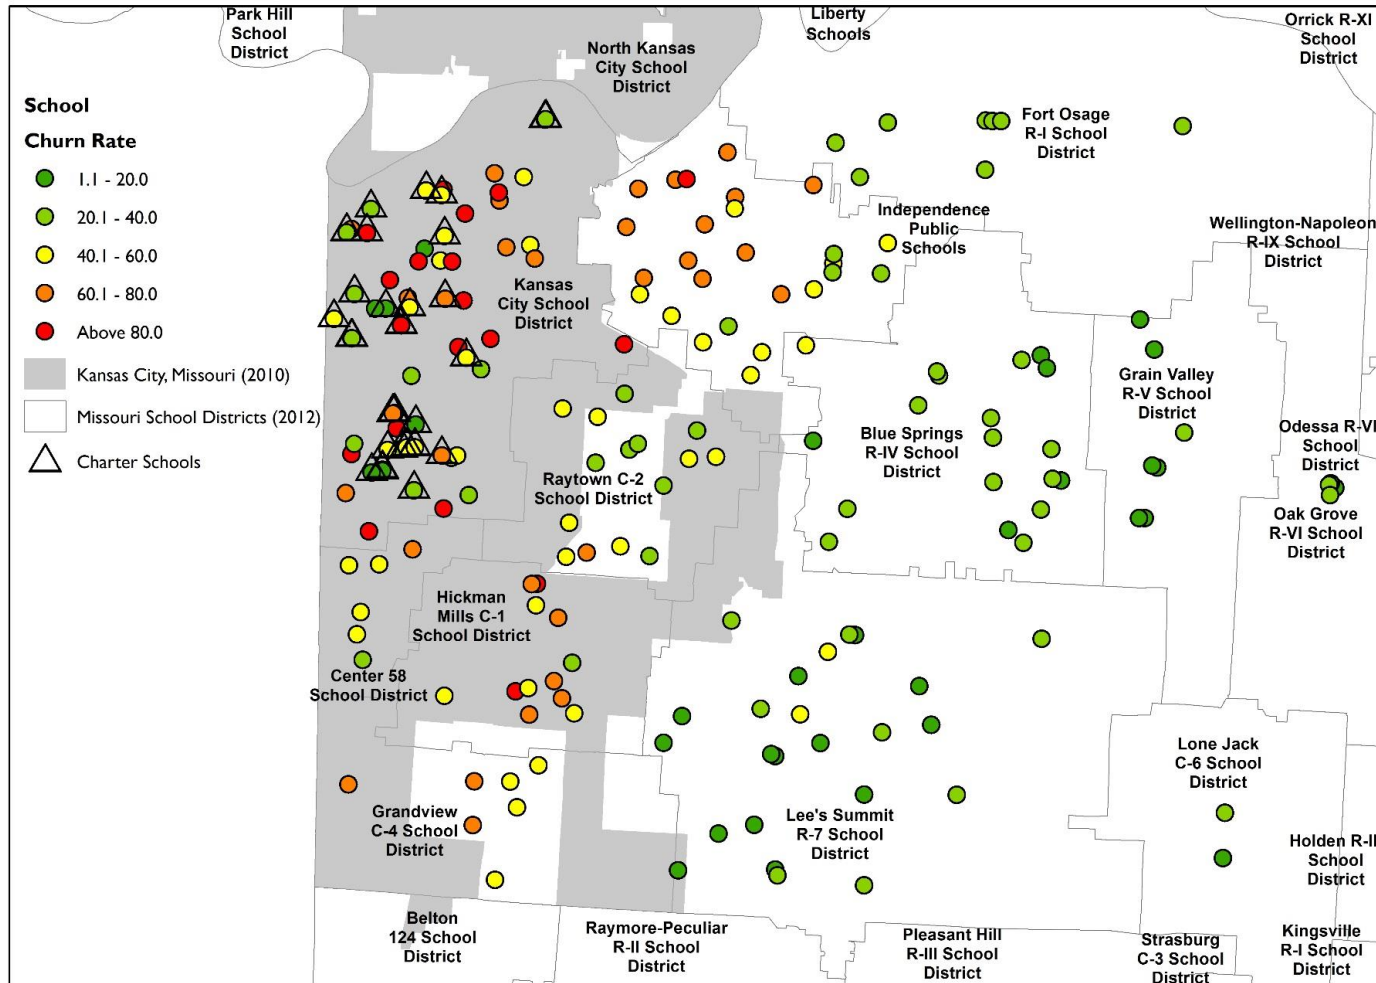 Park Hill
School
District
Liberty
Schools
Orrick R-XI
School
District
North Kansas
City School
District
School
Churn Rate
1.1 - 20.0
20.1 - 40.0
40.1 - 60.0
60.1 - 80.0
Above 80.0
Kansas City, Missouri (2010)
Missouri School Districts (2012)
Charter Schools
Fort Osage
R-I School
District
Independence
Public
Schools
Wellington-Napoleon
R-IX School
District
Kansas
City School
District
Grain Valley
R-V School
District
Blue Springs
R-IV School
District
Odessa R-VI
School
District
Raytown C-2
School District
Oak Grove
R-VI School
District
Hickman
Mills C-1
School District
Center 58
School District
Lone Jack
C-6 School
District
Grandview
C-4 School
District
Lee's Summit
R-7 School
District
Holden R-II
School
District
Belton
124 School
District
Raymore-Peculiar
R-II School
District
Pleasant Hill
R-III School
District
Strasburg
C-3 School
District
Kingsville
R-I School
District